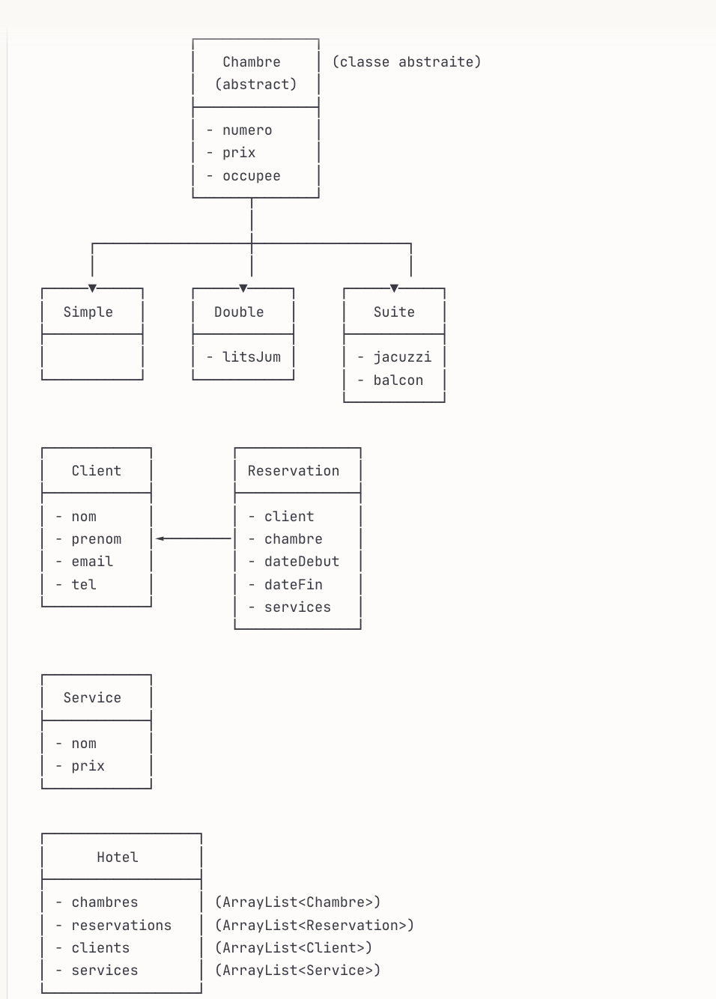 Chambre (classe abstraite)
(abstract)
- numero
- prix
- occupee
Simple Double Suite
- litsJum - jacuzzi
- balcon
Client Reservation
- nom - client
- prenom - chambre
- email - dateDebut
- tel - dateFin
- services
Service
- nom
- prix
Hotel
- chambres (ArrayList<Chambre>)
- reservations (ArrayList<Reservation>)
- clients (ArrayList<Client>)
- services (ArrayList<Service>)